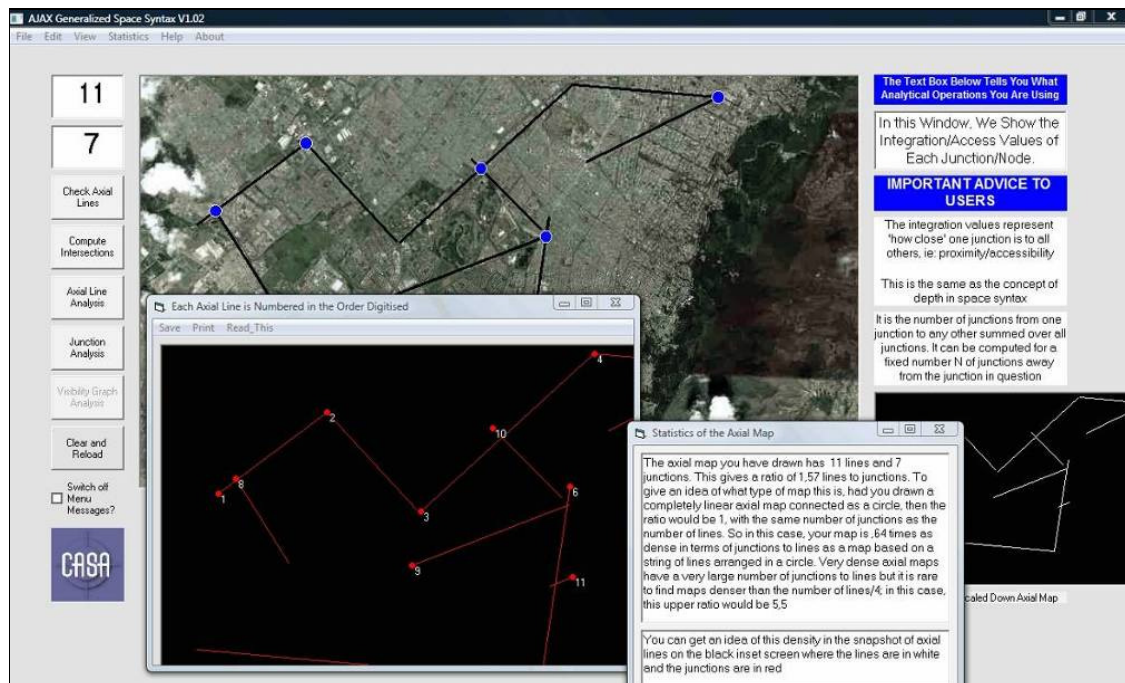 AJAX Generalized Space Syntax V1.02
File Edit View Statistics Help About
11
7
Check Axial
Lines
Compute
Intersections
Axial Line
Analysis
Junction
Analysis
Visibility Graph
Analysis
Clear and
Reload
Switch off
Menu
Messages?
CASA
The Text Box Below Tells You What
Analytical Operations You Are Using
In this Window, We Show the
Integration/Access Values of
Each Junction/Node.
IMPORTANT ADVICE TO
USERS
The integration values represent
'how close' one junction is to all
others, ie: proximity/accessibility
This is the same as the concept of
depth in space syntax
It is the number of junctions from one
junction to any other summed over all
junctions. It can be computed for a
fixed number N of junctions away
from the junction in question
caled Down Axial Map
Each Axial Line is Numbered in the Order Digitised
Save Print Read_This
4
2
10
8
1
6
3
9
11
Statistics of the Axial Map
The axial map you have drawn has 11 lines and 7
junctions. This gives a ratio of 1,57 lines to junctions. To
give an idea of what type of map this is, had you drawn a
completely linear axial map connected as a circle, then the
ratio would be 1, with the same number of junctions as the
number of lines. So in this case, your map is ,64 times as
dense in terms of junctions to lines as a map based on a
string of lines arranged in a circle. Very dense axial maps
have a very large number of junctions to lines but it is rare
to find maps denser than the number of lines/4; in this case,
this upper ratio would be 5,5
You can get an idea of this density in the snapshot of axial
lines on the black inset screen where the lines are in white
and the junctions are in red